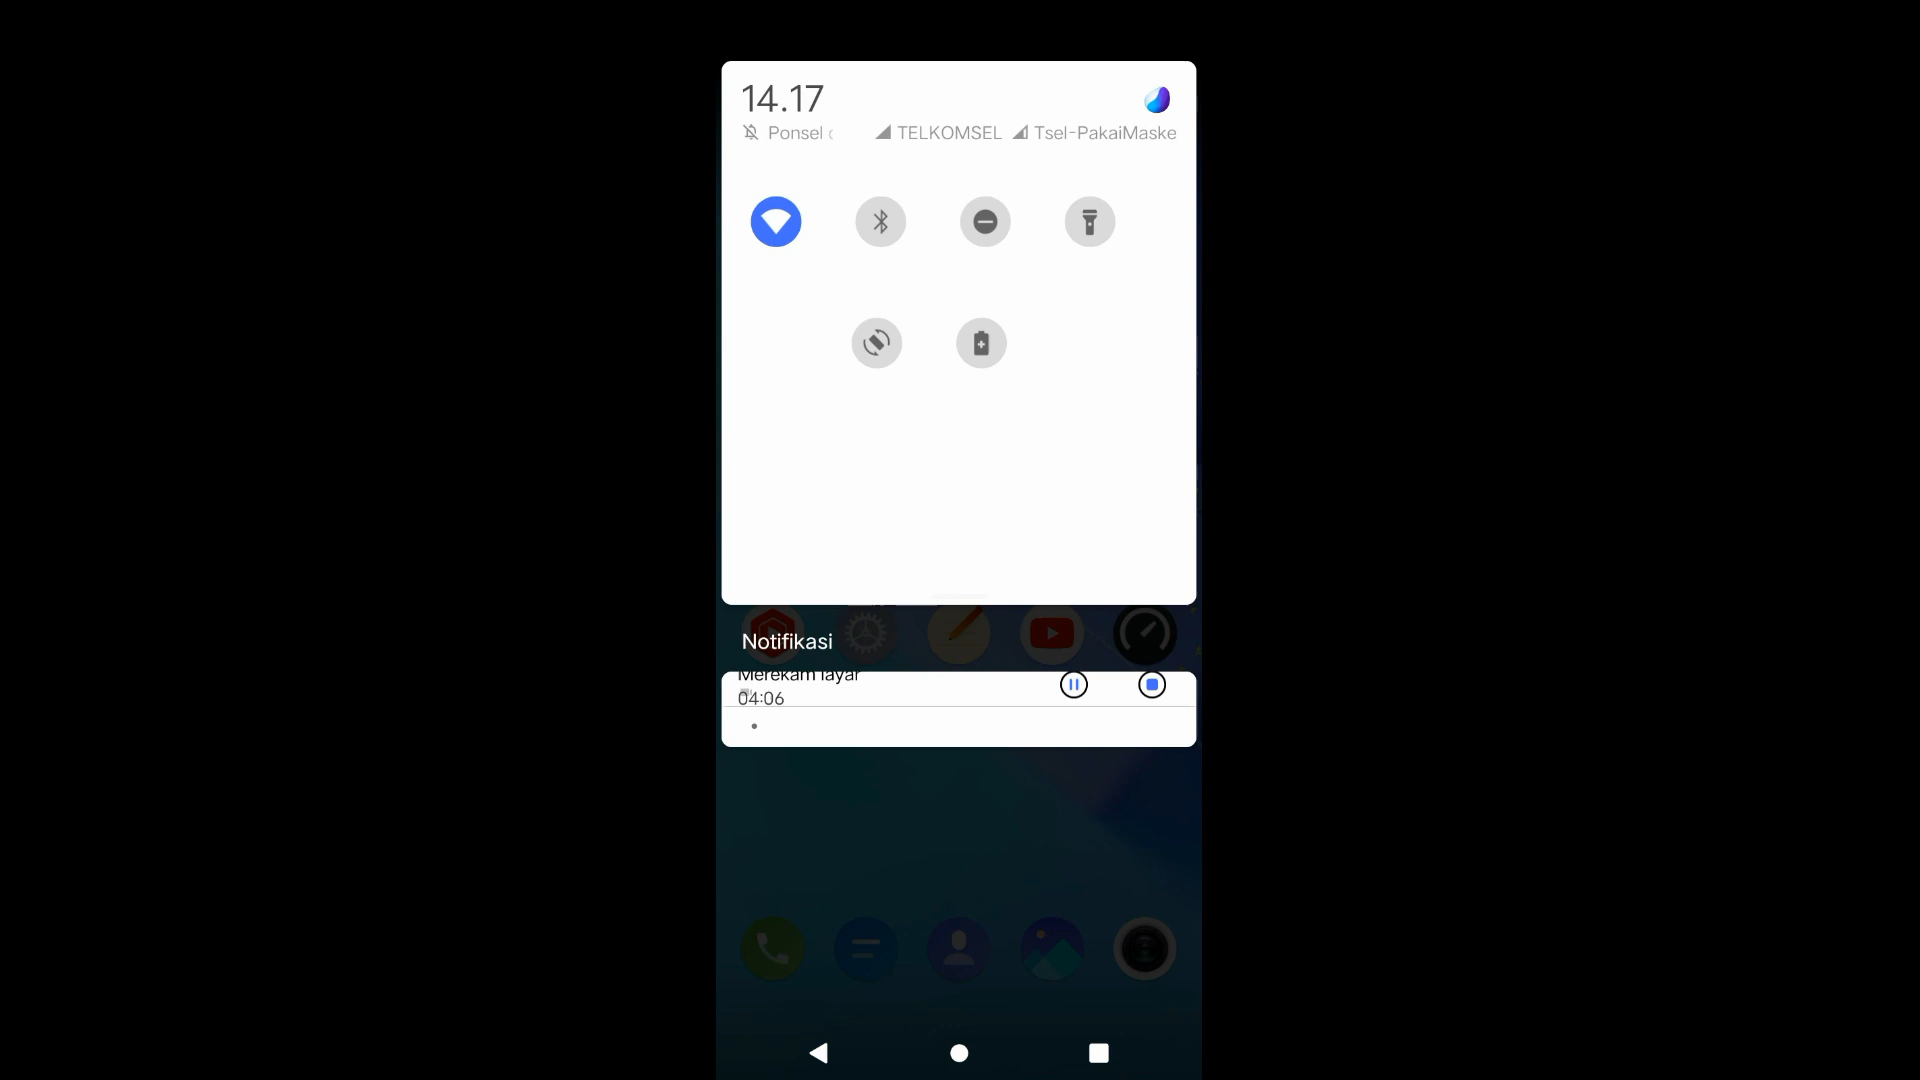 14.17
Ponsel TELKOMSEL Tsel-PakaiMaske
Notifikasi
Merekam layar
04:06